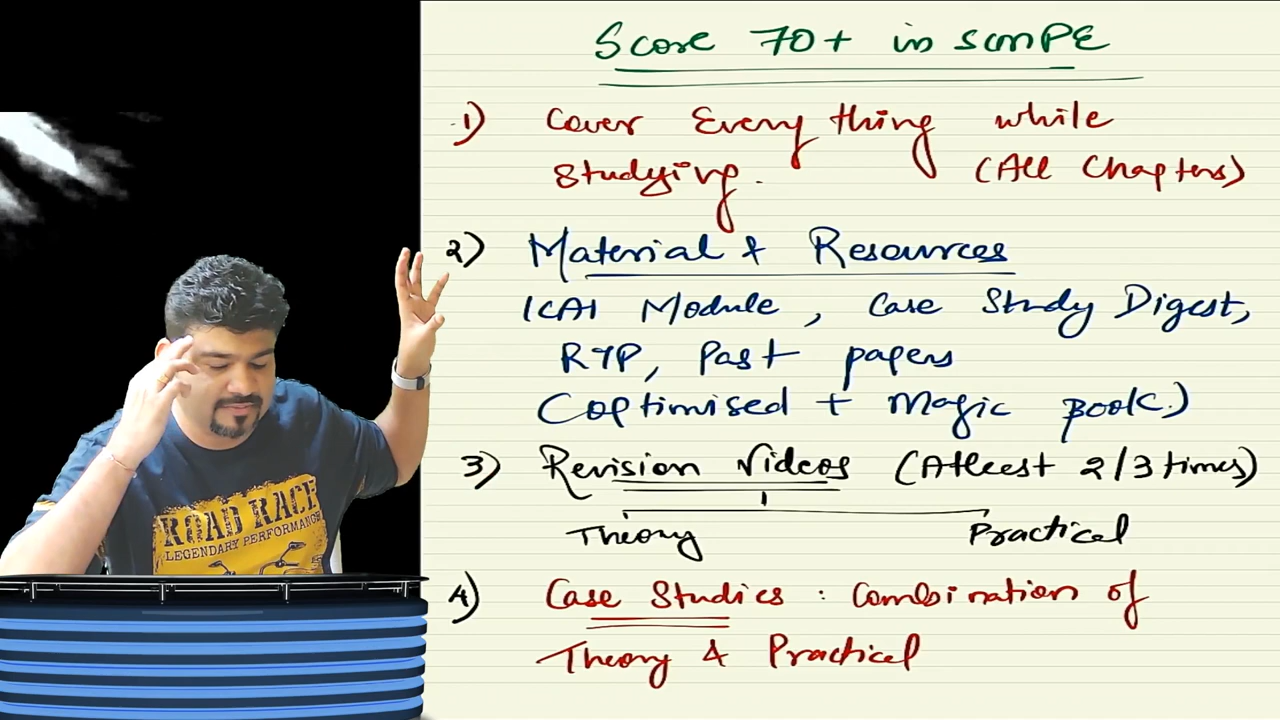 Score 70+ in SCMPE
1) Cover Everything while
studying. (All Chapters)
2) Material & Resources
ICAI Module, Case Study Digest,
RTP, Past papers
(Optimised + Magic Book.)
3) Revision Videos (Atleest 2/3 times)
Theory Practical
4) Case Studies : Combination of
Theory & Practical
ROAD RACE
LEGENDARY PERFORMANCE